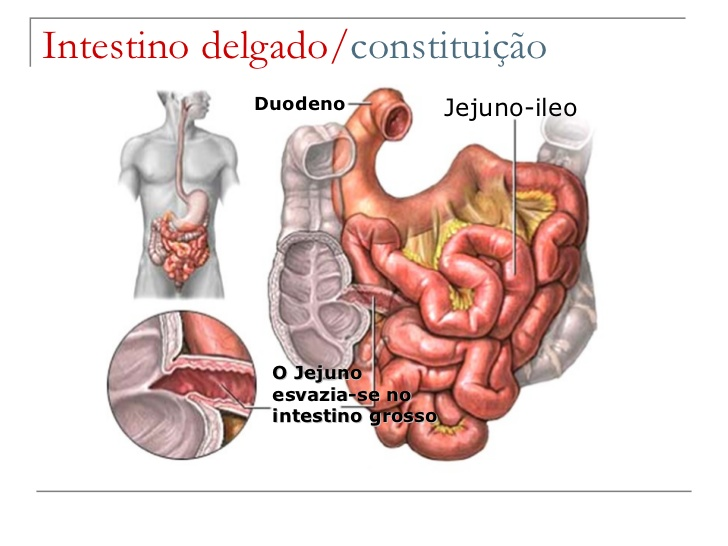 Intestino delgado/constituição
Duodeno
Jejuno-ileo
O Jejuno
esvazia-se no
intestino grosso